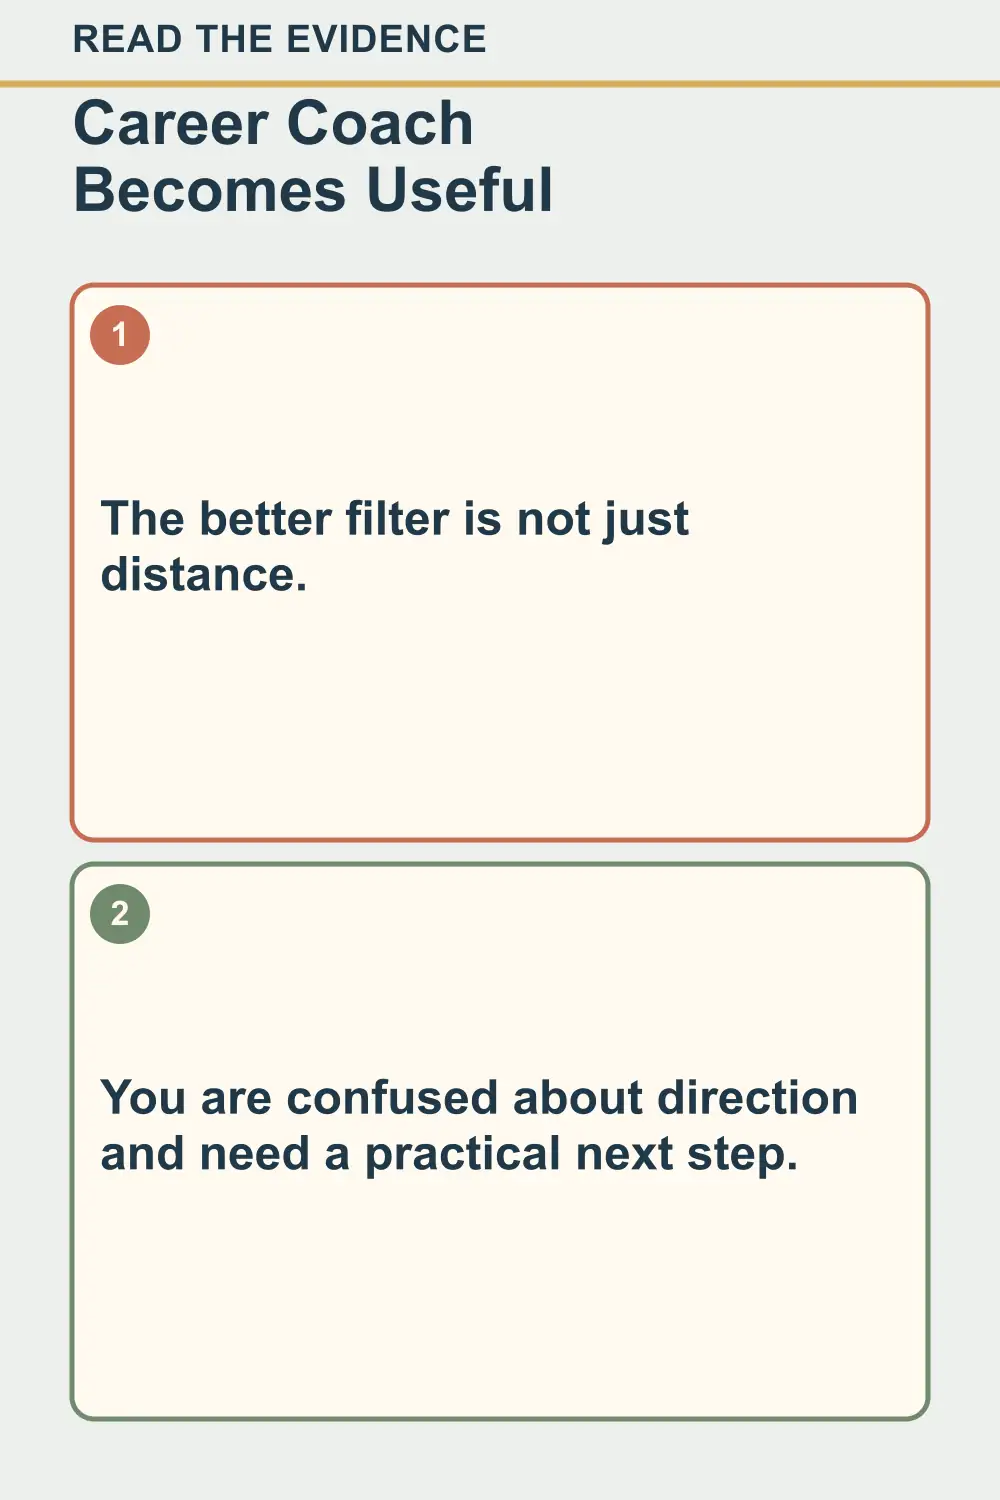 READ THE EVIDENCE
Career Coach
Becomes Useful
1
The better filter is not just
distance.
2
You are confused about direction
and need a practical next step.